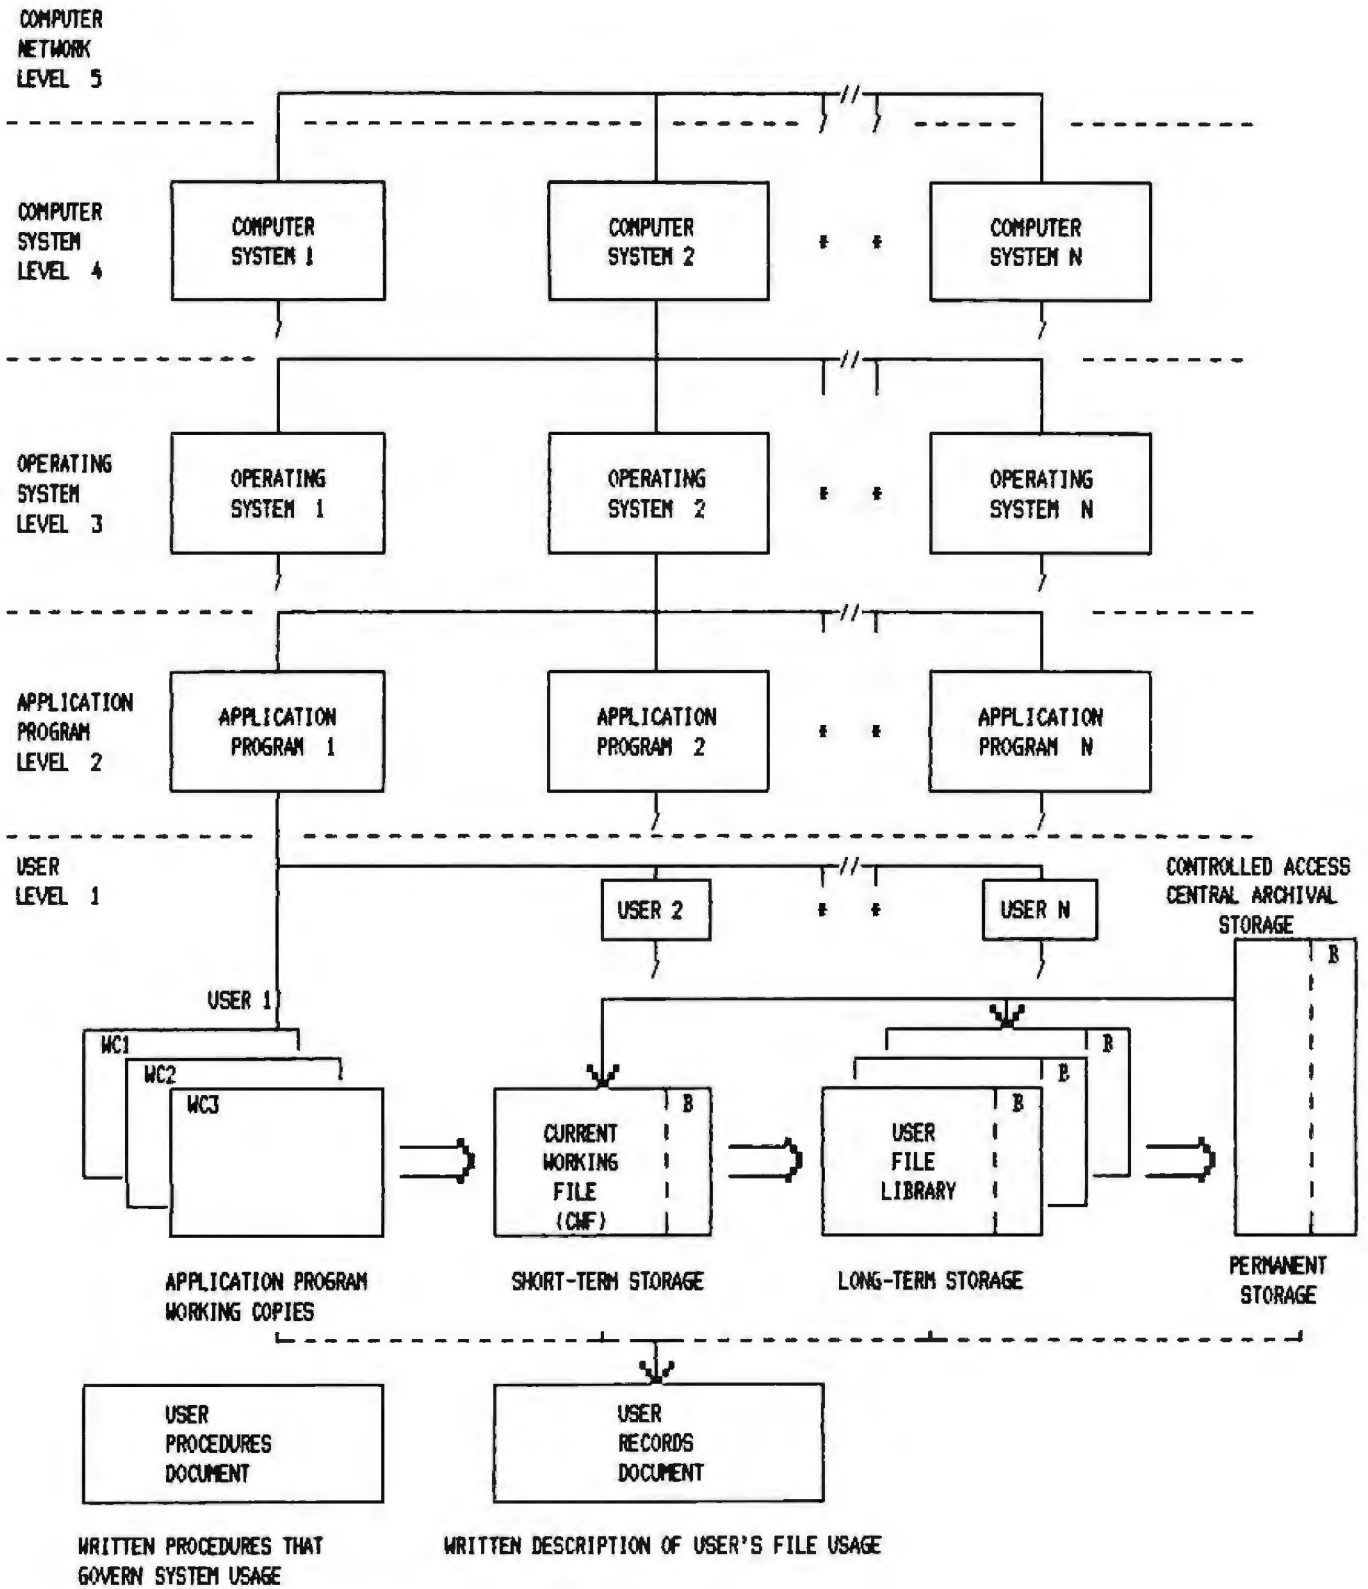 COMPUTER
NETWORK
LEVEL 5
COMPUTER
SYSTEM
LEVEL 4
COMPUTER
SYSTEM 1
COMPUTER
SYSTEM 2
* *
COMPUTER
SYSTEM N
OPERATING
SYSTEM
LEVEL 3
OPERATING
SYSTEM 1
OPERATING
SYSTEM 2
* *
OPERATING
SYSTEM N
APPLICATION
PROGRAM
LEVEL 2
APPLICATION
PROGRAM 1
APPLICATION
PROGRAM 2
* *
APPLICATION
PROGRAM N
USER
LEVEL 1
USER 2
* *
USER N
CONTROLLED ACCESS
CENTRAL ARCHIVAL
STORAGE
B
USER 1
WC1
WC2
WC3
CURRENT
WORKING
FILE
(CWF)
B
B
B
B
USER
FILE
LIBRARY
APPLICATION PROGRAM
WORKING COPIES
SHORT-TERM STORAGE
LONG-TERM STORAGE
PERMANENT
STORAGE
USER
PROCEDURES
DOCUMENT
USER
RECORDS
DOCUMENT
WRITTEN PROCEDURES THAT
GOVERN SYSTEM USAGE
WRITTEN DESCRIPTION OF USER'S FILE USAGE